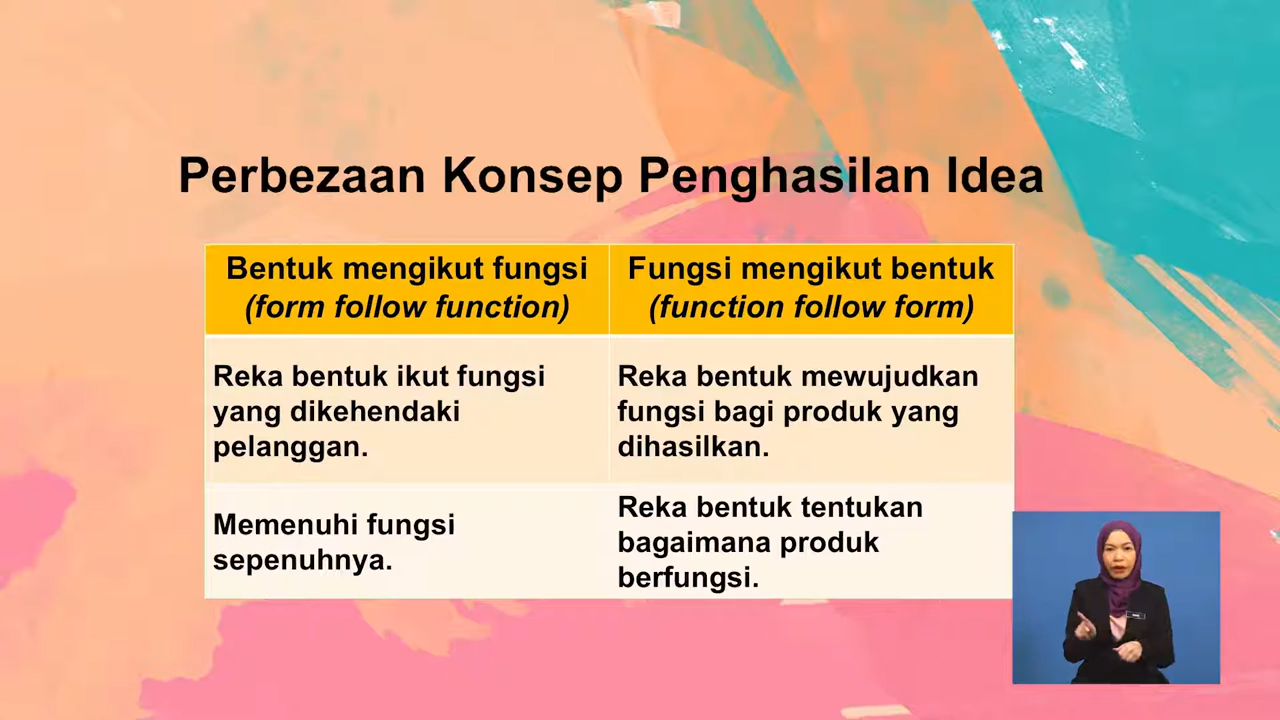 Perbezaan Konsep Penghasilan Idea
Bentuk mengikut fungsi
(form follow function)
Fungsi mengikut bentuk
(function follow form)
Reka bentuk ikut fungsi
yang dikehendaki
pelanggan.
Reka bentuk mewujudkan
fungsi bagi produk yang
dihasilkan.
Memenuhi fungsi
sepenuhnya.
Reka bentuk tentukan
bagaimana produk
berfungsi.